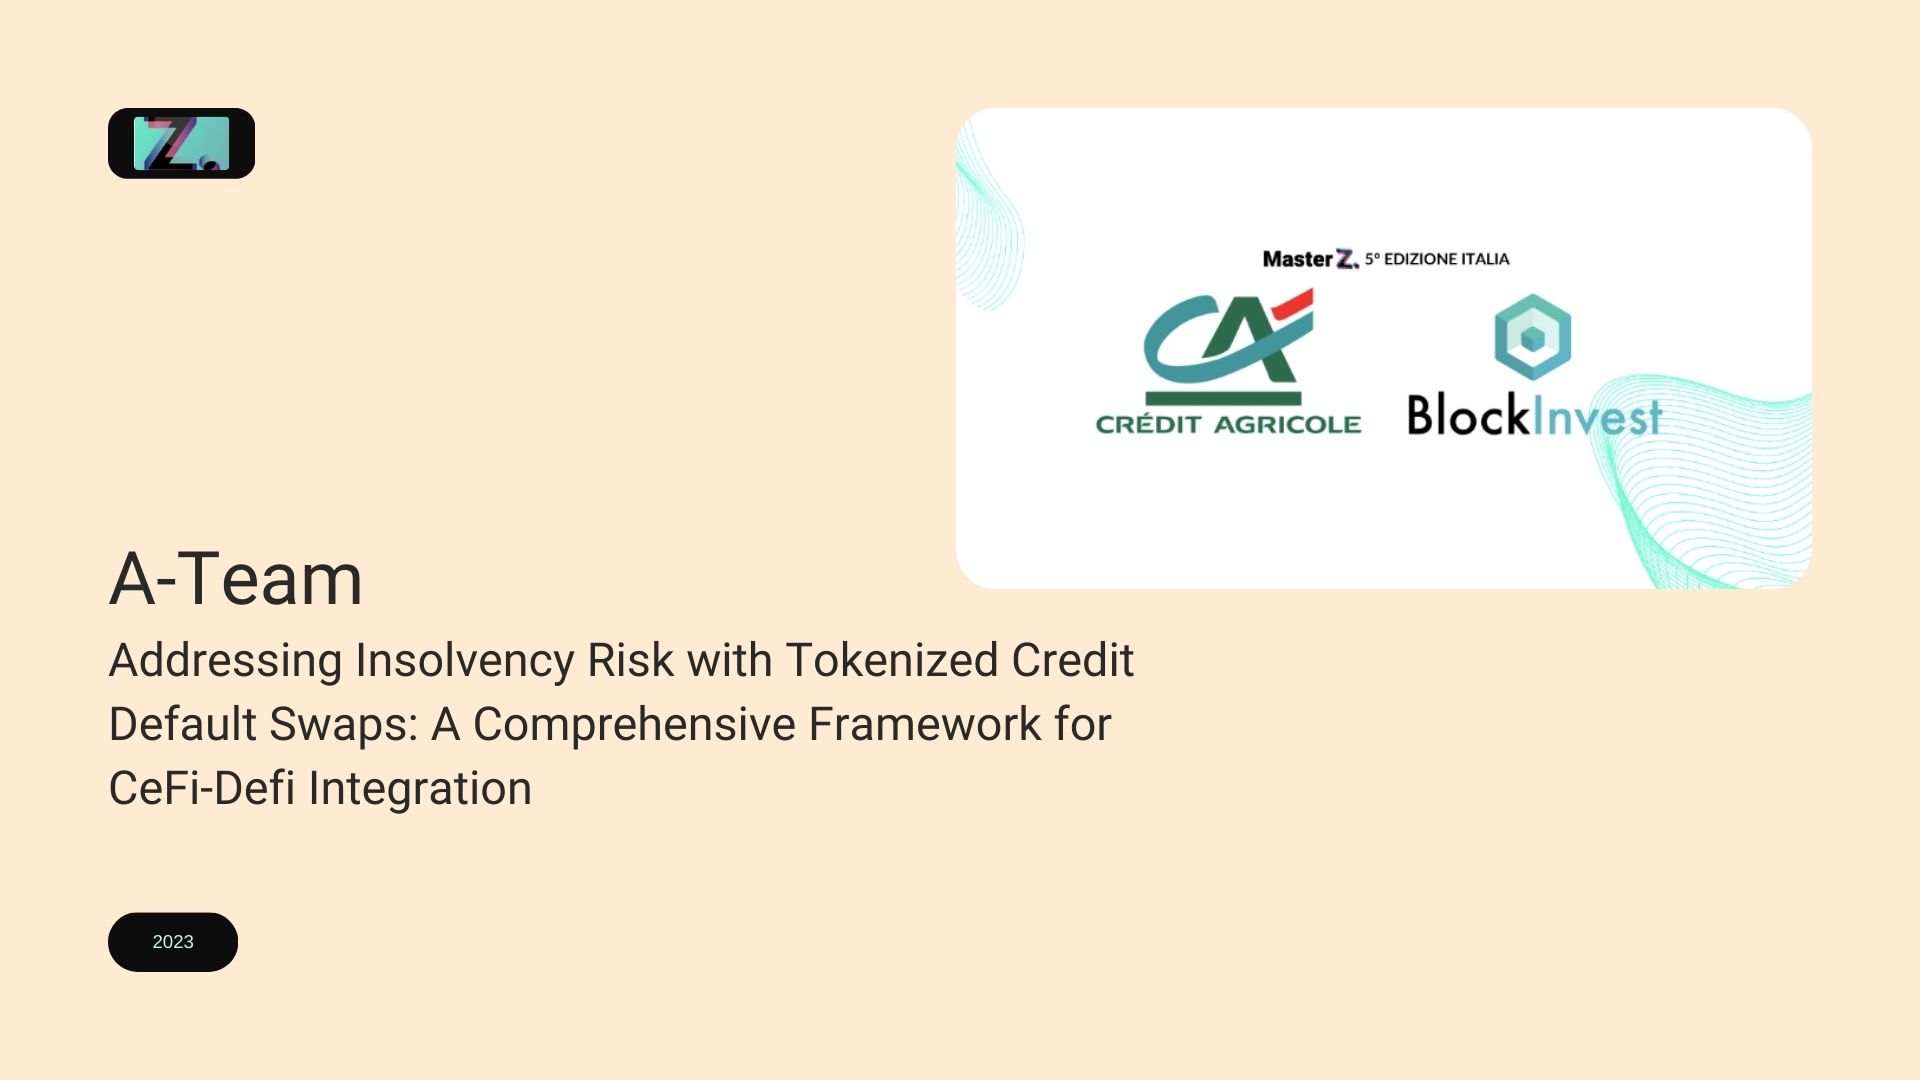 Z.
Master Z. 5° EDIZIONE ITALIA
CRÉDIT AGRICOLE
BlockInvest
A-Team
Addressing Insolvency Risk with Tokenized Credit
Default Swaps: A Comprehensive Framework for
CeFi-Defi Integration
2023